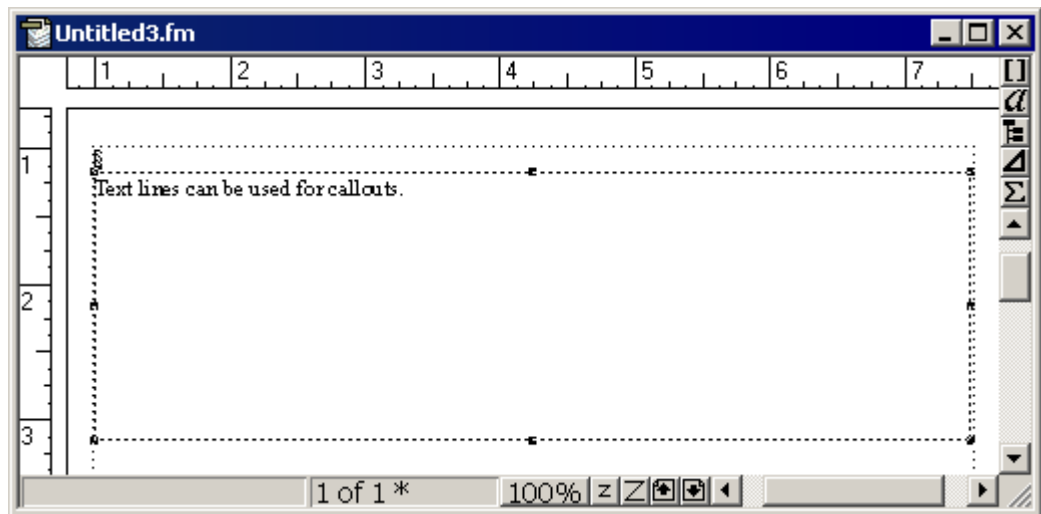 Untitled3.fm
1 2 3 4 5 6 7
1
Text lines can be used for callouts.
2
3
1 of 1 * 100% z Z